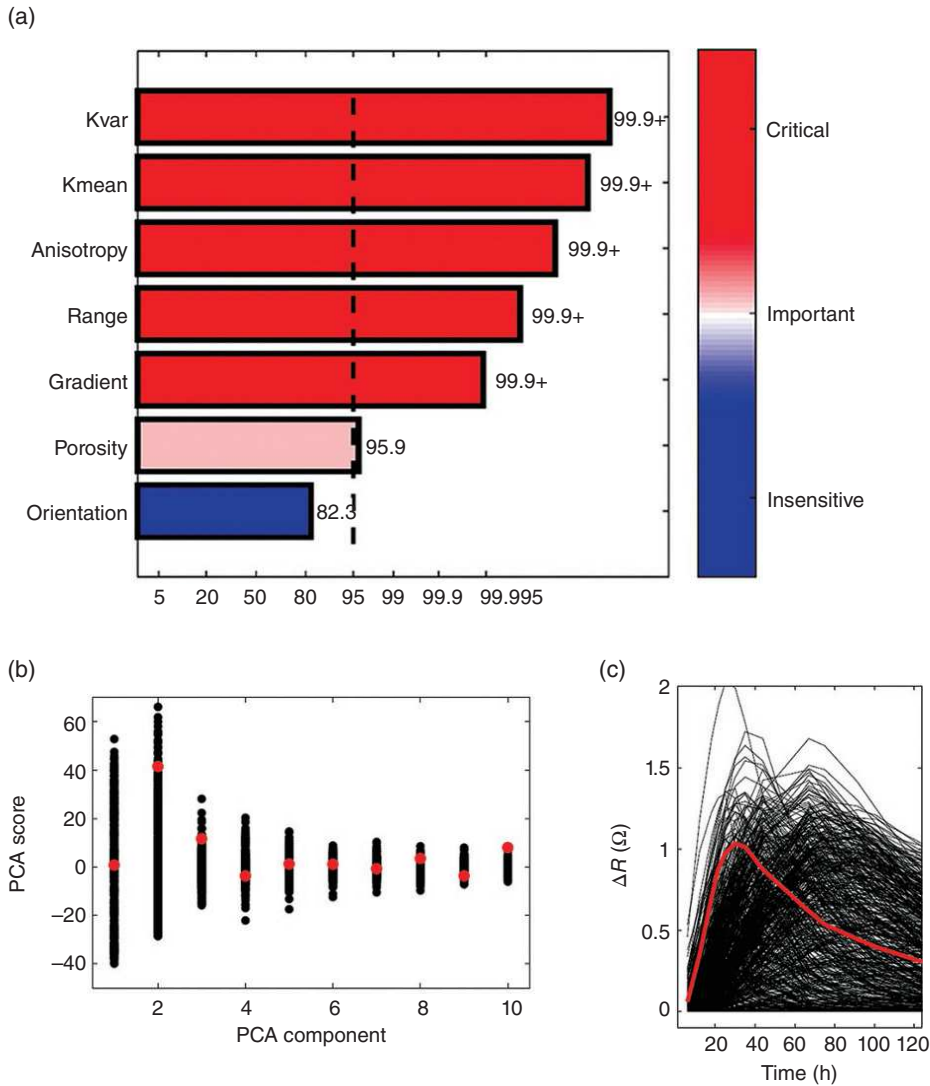 (a)
Kvar
99.9+
Critical
Kmean
99.9+
Anisotropy
99.9+
Range
99.9+
Important
Gradient
99.9+
Porosity
95.9
Orientation
82.3
Insensitive
5 20 50 80 95 99 99.9 99.995
(b)
60
40
20
0
−20
−40
PCA score
2 4 6 8 10
PCA component
(c)
2
1.5
1
0.5
0
ΔR (Ω)
20 40 60 80 100 120
Time (h)